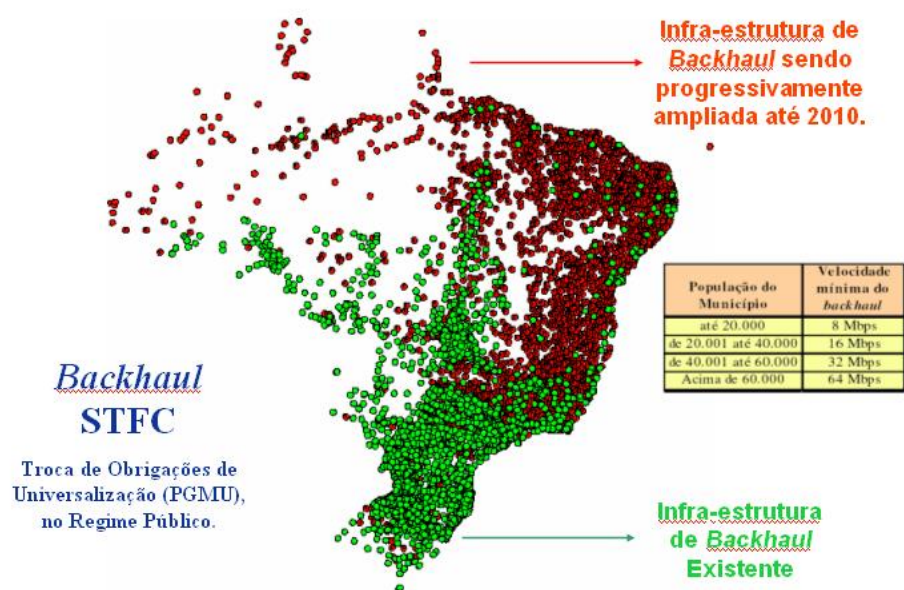 Infra-estrutura de
Backhaul sendo
progressivamente
ampliada até 2010.
População do Município Velocidade mínima do backhaul
até 20.000 8 Mbps
de 20.001 até 40.000 16 Mbps
de 40.001 até 60.000 32 Mbps
Acima de 60.000 64 Mbps
Backhaul
STFC
Troca de Obrigações de
Universalização (PGMU),
no Regime Público.
Infra-estrutura
de Backhaul
Existente